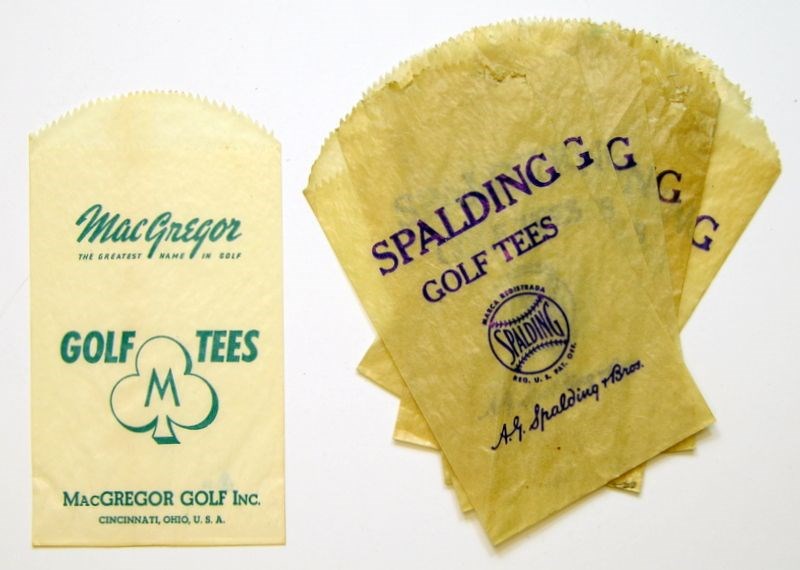 MacGregor
THE GREATEST NAME IN GOLF
GOLF TEES
M
MACGREGOR GOLF INC.
CINCINNATI, OHIO, U. S. A.
SPALDING G G G G
GOLF TEES
MARCA REGISTRADA
SPALDING
REG. U. S. PAT. OFF.
A.G. Spalding + Bros.